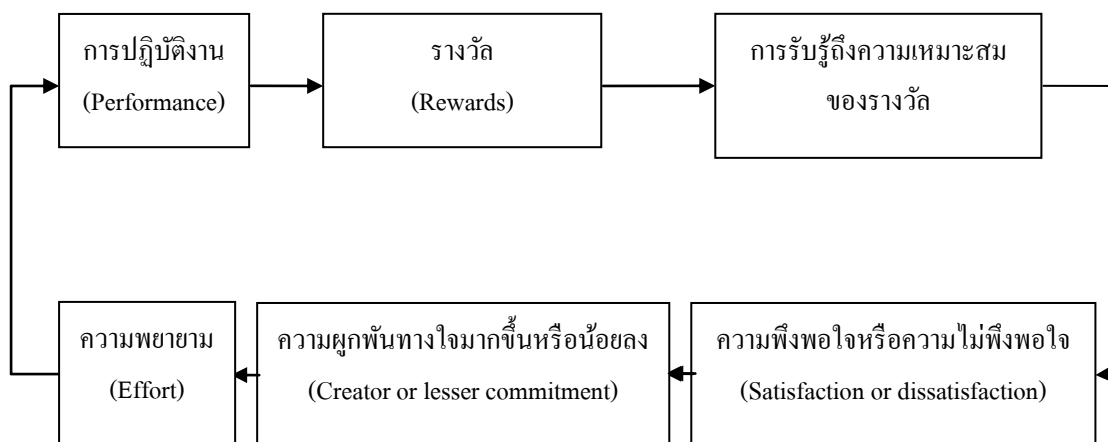 การปฏิบัติงาน
(Performance)
รางวัล
(Rewards)
การรับรู้ถึงความเหมาะสม
ของรางวัล
ความพยายาม
(Effort)
ความผูกพันทางใจมากขึ้นหรือน้อยลง
(Creator or lesser commitment)
ความพึงพอใจหรือความไม่พึงพอใจ
(Satisfaction or dissatisfaction)